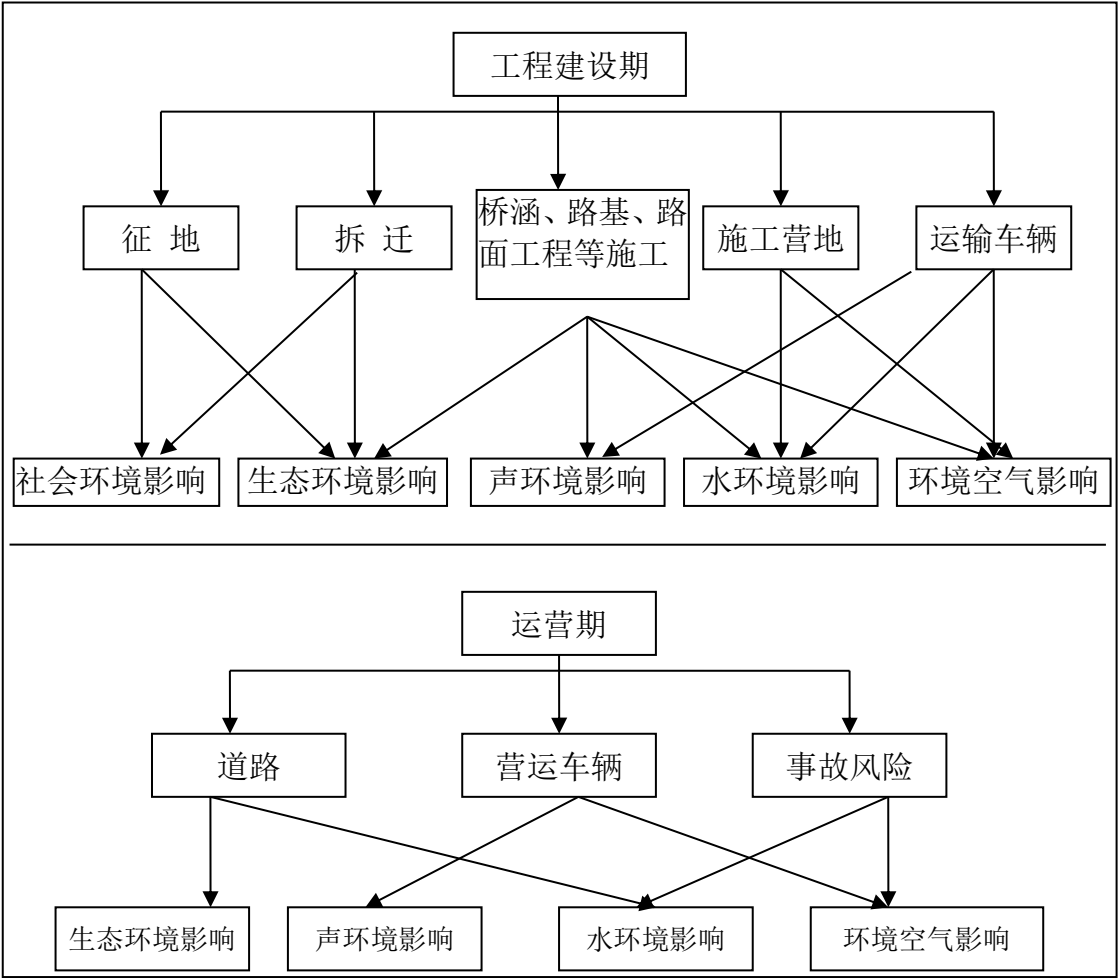 工程建设期
征 地
拆 迁
桥涵、路基、路
面工程等施工
施工营地
运输车辆
社会环境影响
生态环境影响
声环境影响
水环境影响
环境空气影响
运营期
道路
营运车辆
事故风险
生态环境影响
声环境影响
水环境影响
环境空气影响